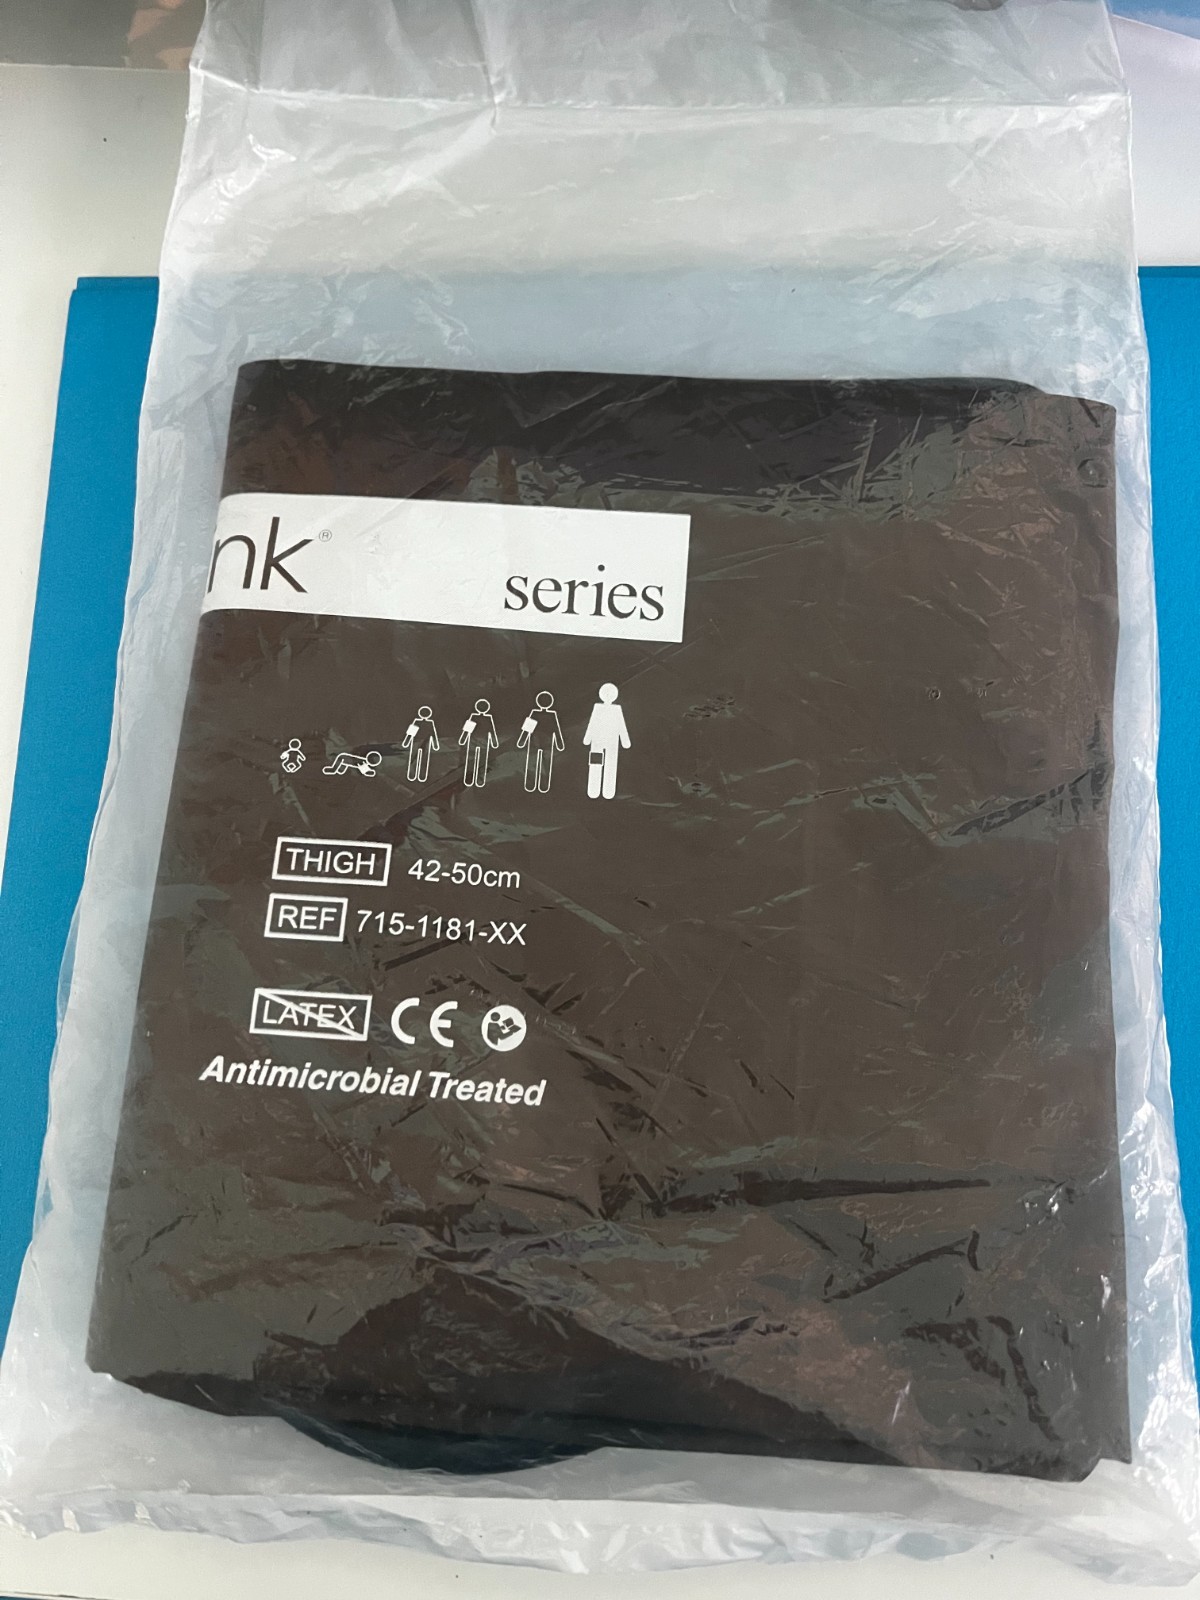 nk®
series
THIGH 42-50cm
REF 715-1181-XX
LATEX CE
Antimicrobial Treated